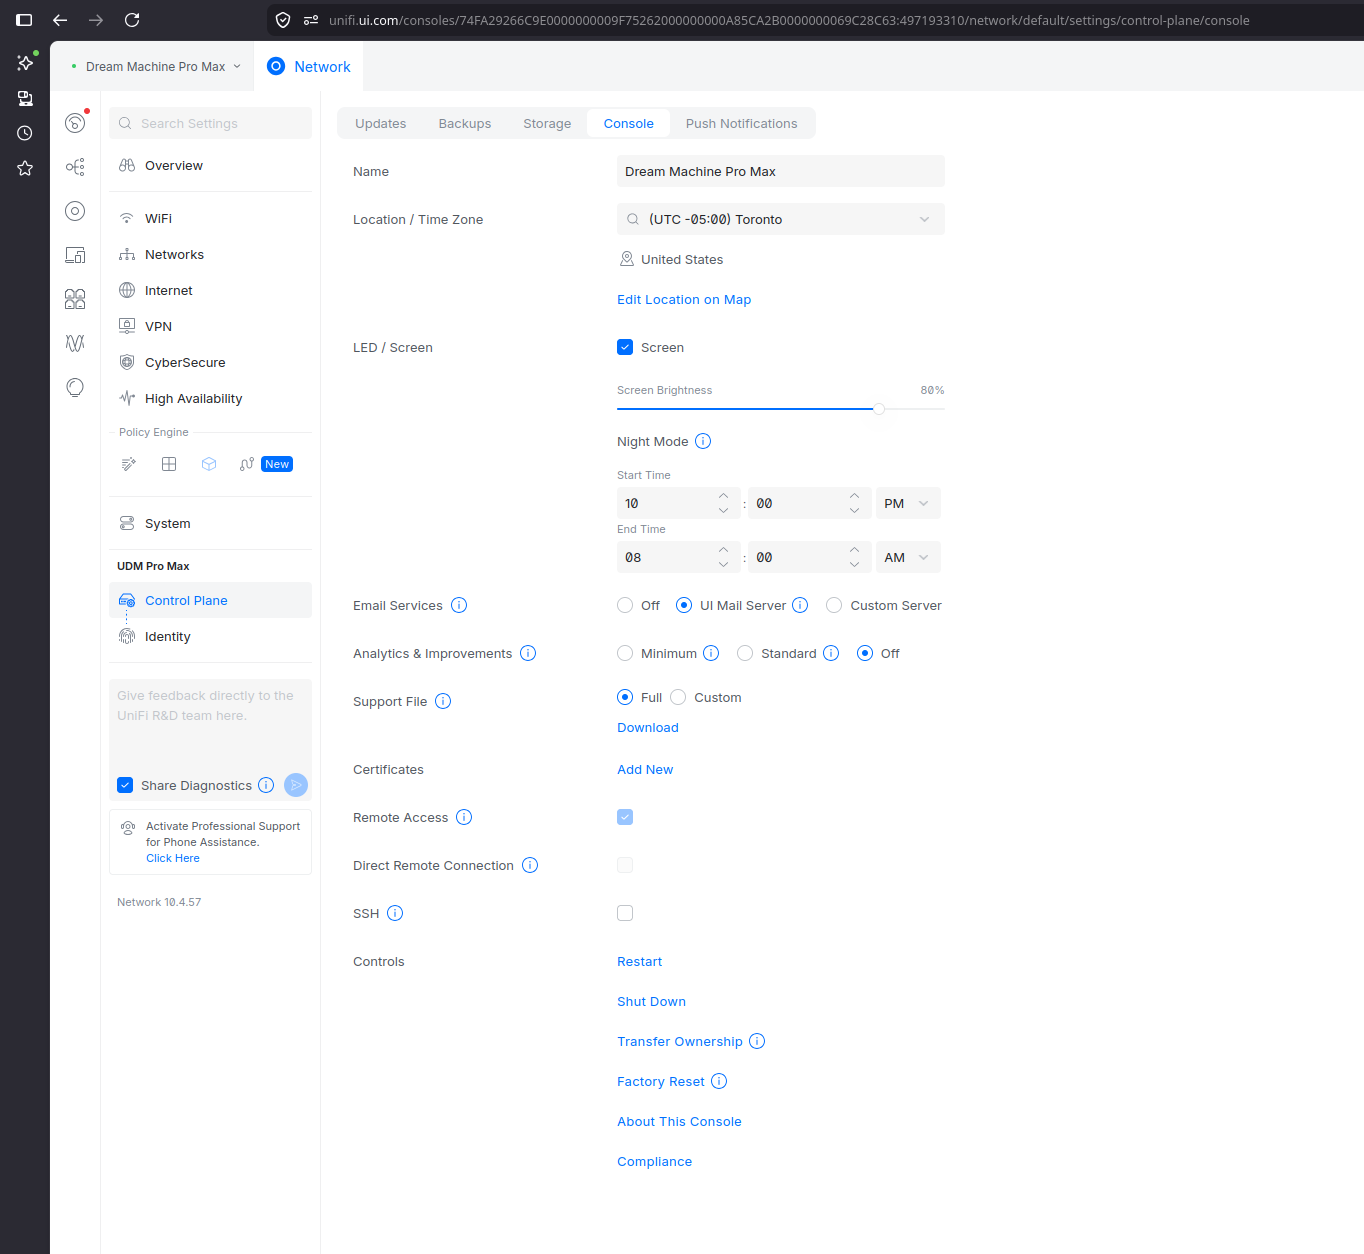 unifi.ui.com/consoles/74FA29266C9E0000000009F75262000000000A85CA2B0000000069C28C63:497193310/network/default/settings/control-plane/console
Dream Machine Pro Max
Network
Search Settings
Overview
WiFi
Networks
Internet
VPN
CyberSecure
High Availability
Policy Engine
New
System
UDM Pro Max
Control Plane
Identity
Give feedback directly to the
UniFi R&D team here.
Share Diagnostics
Activate Professional Support
for Phone Assistance.
Click Here
Network 10.4.57
Updates Backups Storage Console Push Notifications
Name Dream Machine Pro Max
Location / Time Zone (UTC -05:00) Toronto
United States
Edit Location on Map
LED / Screen Screen
Screen Brightness 80%
Night Mode
Start Time
10 : 00 PM
End Time
08 : 00 AM
Email Services Off UI Mail Server Custom Server
Analytics & Improvements Minimum Standard Off
Support File Full Custom
Download
Certificates Add New
Remote Access
Direct Remote Connection
SSH
Controls Restart
Shut Down
Transfer Ownership
Factory Reset
About This Console
Compliance